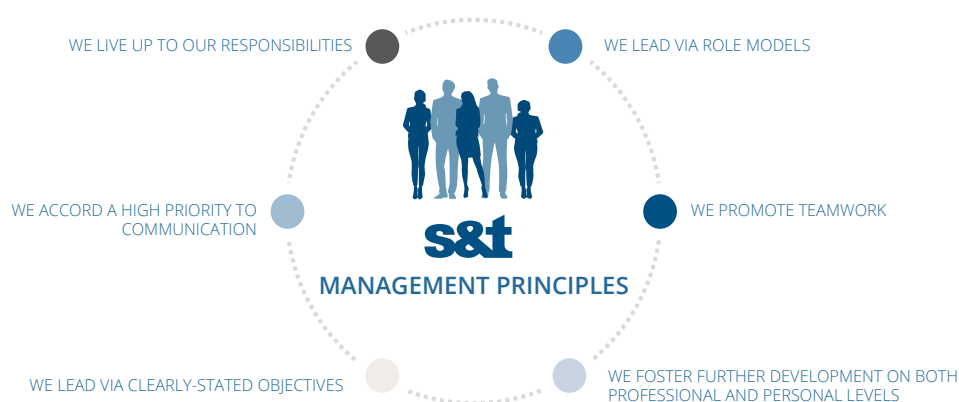 WE LIVE UP TO OUR RESPONSIBILITIES
WE LEAD VIA ROLE MODELS
WE ACCORD A HIGH PRIORITY TO
COMMUNICATION
WE PROMOTE TEAMWORK
s&t
MANAGEMENT PRINCIPLES
WE LEAD VIA CLEARLY-STATED OBJECTIVES
WE FOSTER FURTHER DEVELOPMENT ON BOTH
PROFESSIONAL AND PERSONAL LEVELS